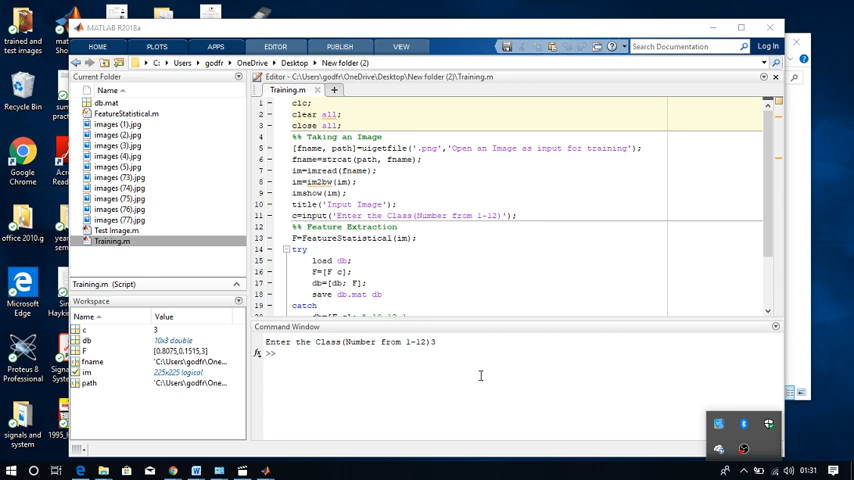 trained and
test images
Recycle Bin
Google
Chrome
Acro
Read
office 2010.g
Microsoft
Edge
Sin
Haykin
Proteus 8
Professional
signals and
system
1995_H
MATLAB R2018a
HOME
PLOTS
APPS
EDITOR
PUBLISH
VIEW
Search Documentation
Log In
C:
Users
godfr
OneDrive
Desktop
New folder (2)
Current Folder
Name
db.mat
FeatureStatistical.m
images (1).jpg
images (2).jpg
images (3).jpg
images (4).jpg
images (5).jpg
images (73).jpg
images (74).jpg
images (75).jpg
images (76).jpg
images (77).jpg
Test Image.m
Training.m
Training.m (Script)
Workspace
Name
Value
c 3
db 10x3 double
F [0.8075,0.1515,3]
fname 'C:\Users\godfr\One...
im 225x225 logical
path 'C:\Users\godfr\One...
Editor - C:\Users\godfr\OneDrive\Desktop\New folder (2)\Training.m
Training.m
1 clc;
2 clear all;
3 close all;
4 %% Taking an Image
5 [fname, path]=uigetfile('.png','Open an Image as input for training');
6 fname=strcat(path, fname);
7 im=imread(fname);
8 im=im2bw(im);
9 imshow(im);
10 title('Input Image');
11 c=input('Enter the Class(Number from 1-12)');
12 %% Feature Extraction
13 F=FeatureStatistical(im);
14 try
15 load db;
16 F=[F c];
17 db=[db; F];
18 save db.mat db
19 catch
Command Window
Enter the Class(Number from 1-12)3
fx >>
01:31